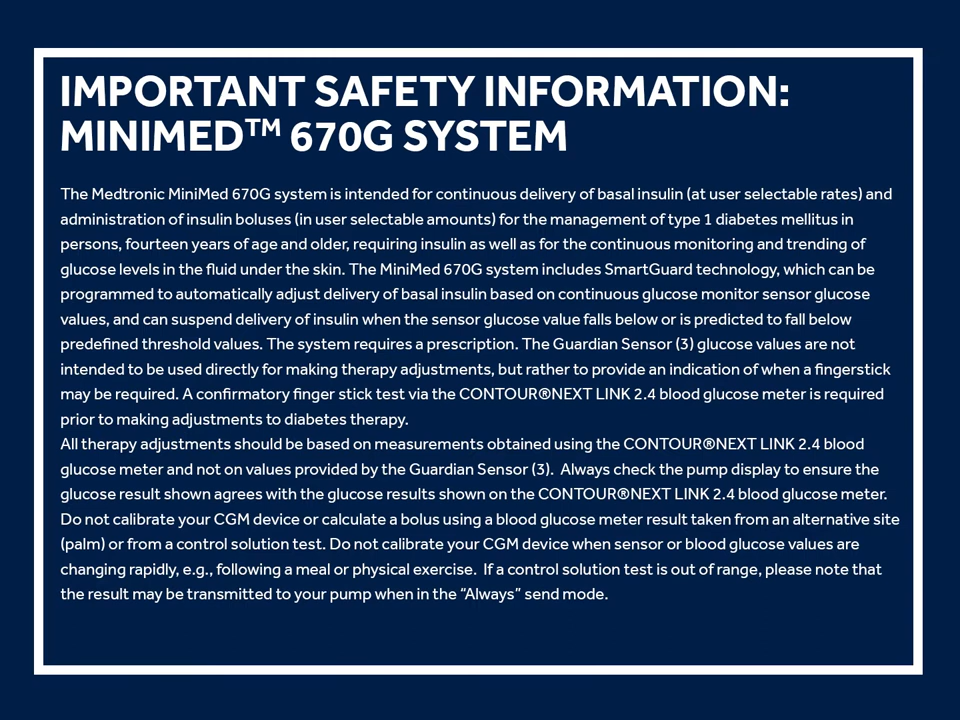 IMPORTANT SAFETY INFORMATION:
MINIMED™ 670G SYSTEM
The Medtronic MiniMed 670G system is intended for continuous delivery of basal insulin (at user selectable rates) and
administration of insulin boluses (in user selectable amounts) for the management of type 1 diabetes mellitus in
persons, fourteen years of age and older, requiring insulin as well as for the continuous monitoring and trending of
glucose levels in the fluid under the skin. The MiniMed 670G system includes SmartGuard technology, which can be
programmed to automatically adjust delivery of basal insulin based on continuous glucose monitor sensor glucose
values, and can suspend delivery of insulin when the sensor glucose value falls below or is predicted to fall below
predefined threshold values. The system requires a prescription. The Guardian Sensor (3) glucose values are not
intended to be used directly for making therapy adjustments, but rather to provide an indication of when a fingerstick
may be required. A confirmatory finger stick test via the CONTOUR®NEXT LINK 2.4 blood glucose meter is required
prior to making adjustments to diabetes therapy.
All therapy adjustments should be based on measurements obtained using the CONTOUR®NEXT LINK 2.4 blood
glucose meter and not on values provided by the Guardian Sensor (3).  Always check the pump display to ensure the
glucose result shown agrees with the glucose results shown on the CONTOUR®NEXT LINK 2.4 blood glucose meter.
Do not calibrate your CGM device or calculate a bolus using a blood glucose meter result taken from an alternative site
(palm) or from a control solution test. Do not calibrate your CGM device when sensor or blood glucose values are
changing rapidly, e.g., following a meal or physical exercise.  If a control solution test is out of range, please note that
the result may be transmitted to your pump when in the “Always” send mode.